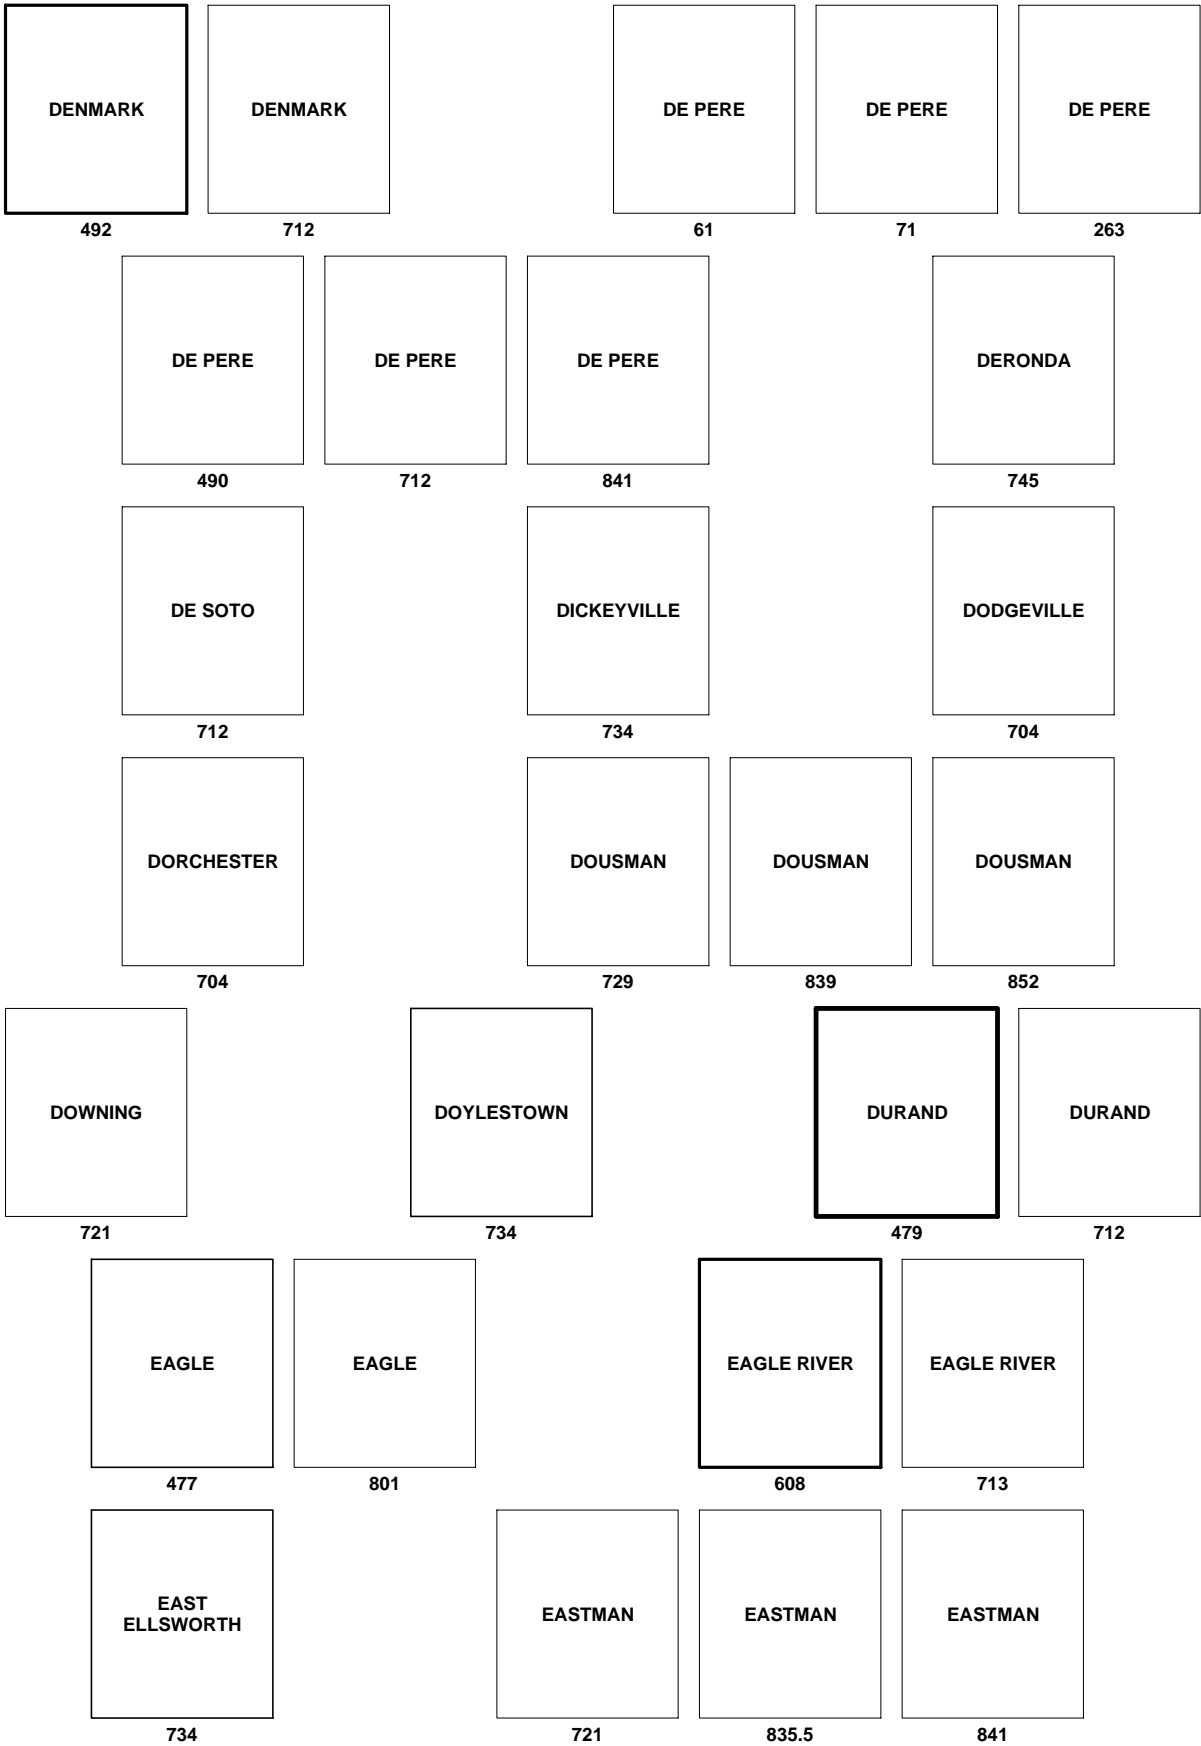 DENMARK DENMARK DE PERE DE PERE DE PERE
492 712 61 71 263
DE PERE DE PERE DE PERE DERONDA
490 712 841 745
DE SOTO DICKEYVILLE DODGEVILLE
712 734 704
DORCHESTER DOUSMAN DOUSMAN DOUSMAN
704 729 839 852
DOWNING DOYLESTOWN DURAND DURAND
721 734 479 712
EAGLE EAGLE EAGLE RIVER EAGLE RIVER
477 801 608 713
EAST
ELLSWORTH EASTMAN EASTMAN EASTMAN
734 721 835.5 841